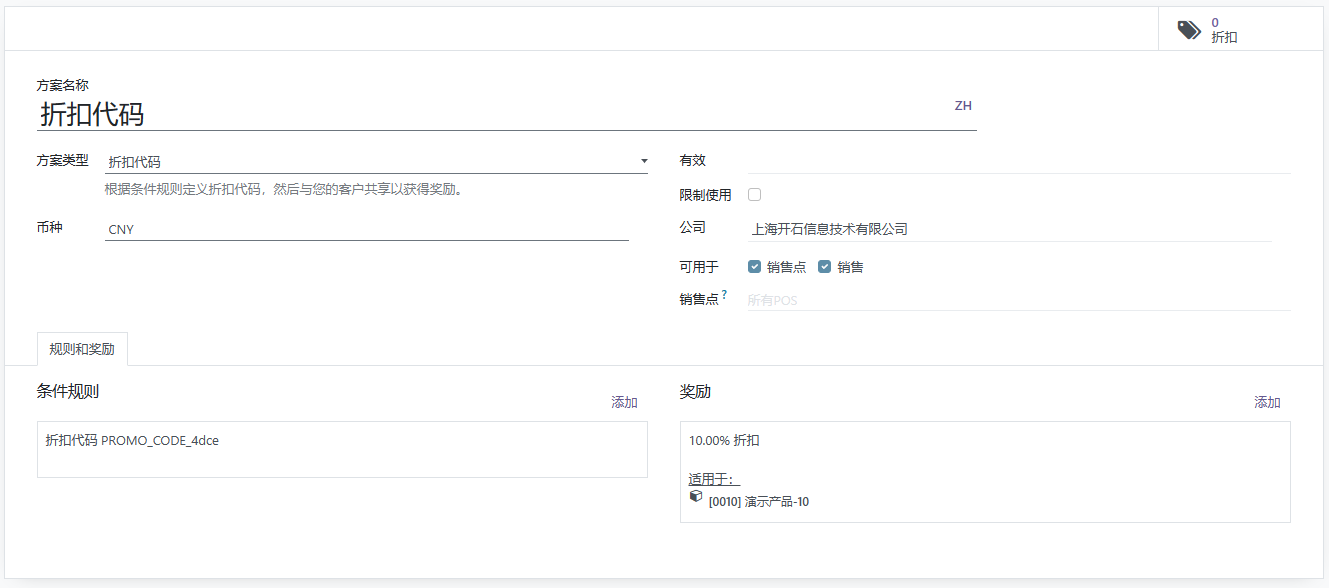 0
折扣
方案名称
折扣代码
ZH
方案类型
折扣代码
根据条件规则定义折扣代码，然后与您的客户共享以获得奖励。
币种
CNY
有效
限制使用
公司
上海开石信息技术有限公司
可用于
销售点 销售
销售点?
所有POS
规则和奖励
条件规则
添加
折扣代码 PROMO_CODE_4dce
奖励
添加
10.00% 折扣
适用于：
[0010] 演示产品-10